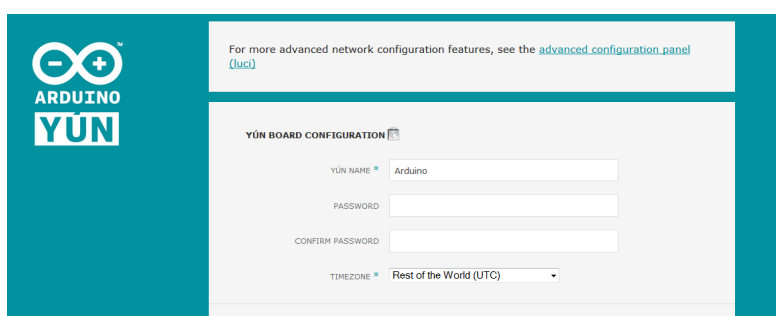 For more advanced network configuration features, see the advanced configuration panel
(luci)
ARDUINO
YÚN
YÚN BOARD CONFIGURATION
YÚN NAME *
Arduino
PASSWORD
CONFIRM PASSWORD
TIMEZONE *
Rest of the World (UTC)